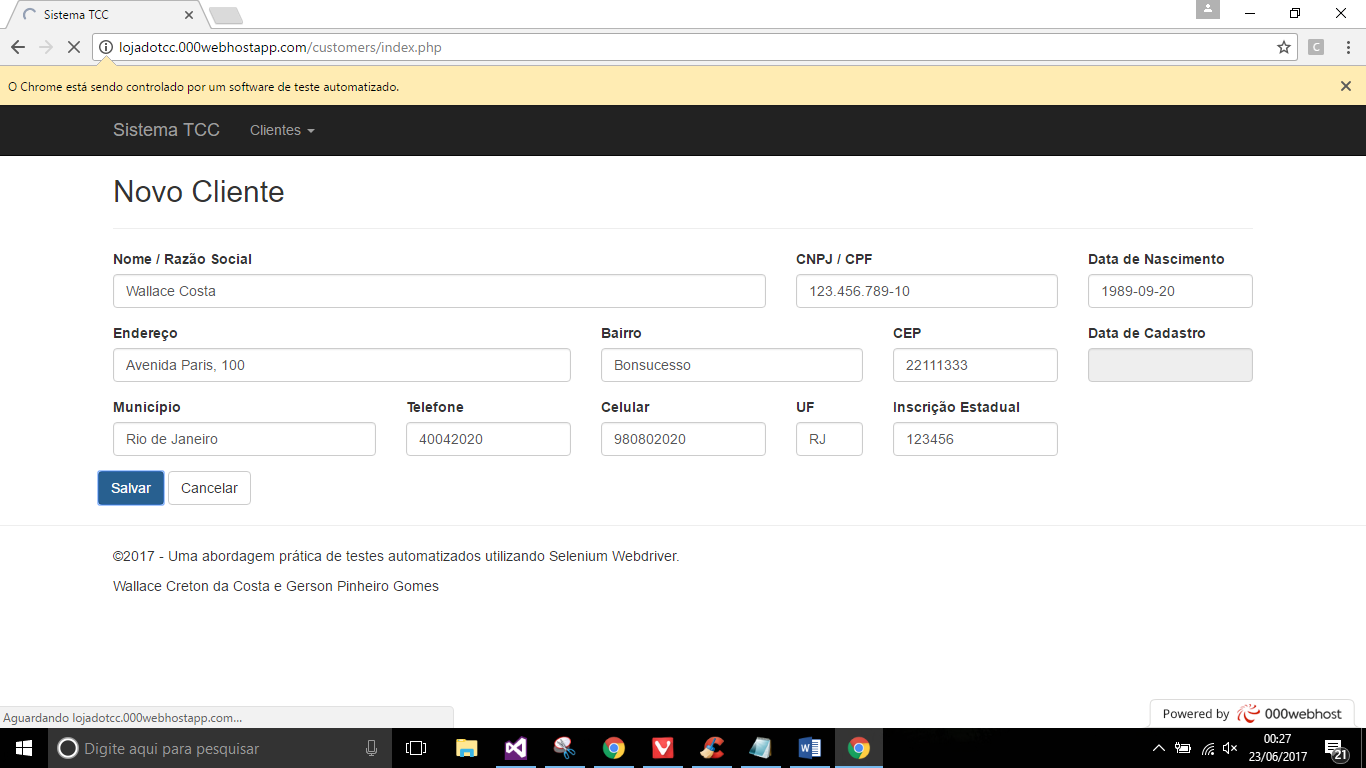 Sistema TCC
lojadotcc.000webhostapp.com/customers/index.php
C
O Chrome está sendo controlado por um software de teste automatizado.
Sistema TCC Clientes
Novo Cliente
Nome / Razão Social CNPJ / CPF Data de Nascimento
Wallace Costa 123.456.789-10 1989-09-20
Endereço Bairro CEP Data de Cadastro
Avenida Paris, 100 Bonsucesso 22111333
Município Telefone Celular UF Inscrição Estadual
Rio de Janeiro 40042020 980802020 RJ 123456
Salvar Cancelar
©2017 - Uma abordagem prática de testes automatizados utilizando Selenium Webdriver.
Wallace Creton da Costa e Gerson Pinheiro Gomes
Aguardando lojadotcc.000webhostapp.com...
Powered by 000webhost
Digite aqui para pesquisar
00:27
23/06/2017
21